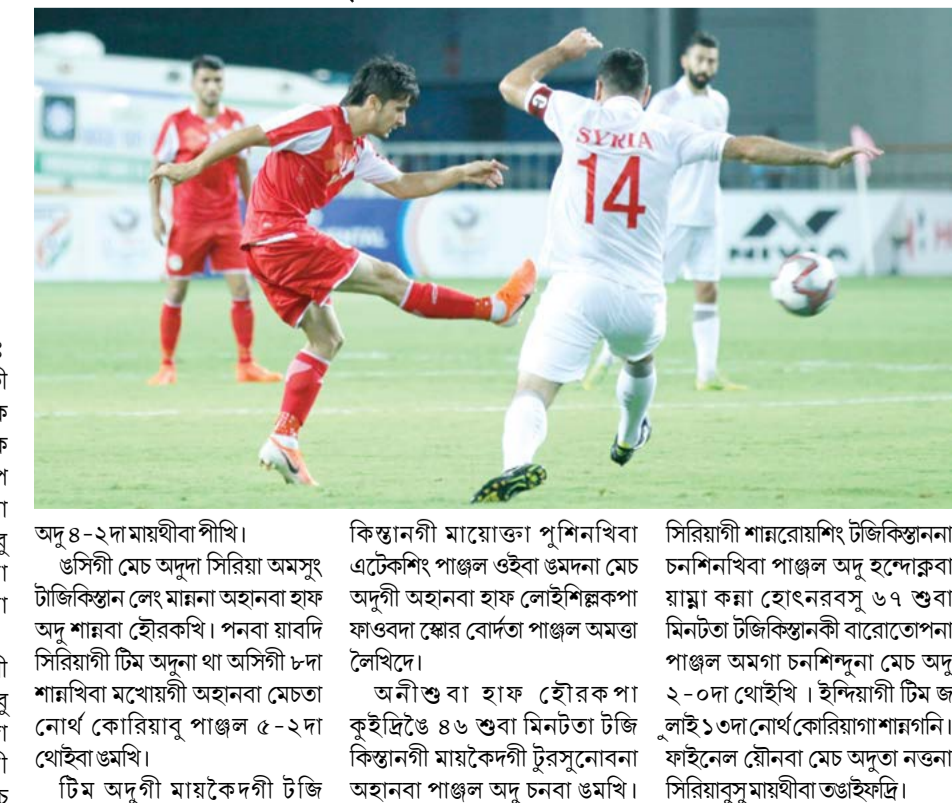 SYRIA
14
NIVIA
অদু ৪-২দা মায়থীবা পীখি।
ঙসিগী মেচ অদুদা সিরিয়া অমসুং
টাজিকিস্তান লেং মান্ননা অহানবা হাফ
অদু শান্নবা হৌরকখি। পনবা য়াবদি
সিরিয়াগী টিম অদুনা থা অসিগী ৮দা
শান্নখিবা মখোয়গী অহানবা মেচতা
নোর্থ কোরিয়াবু পাঞ্জল ৫-২দা
থোইবা ঙমখি।
টিম অদুগী মায়কৈদগী টজি
কিস্তানগী মায়োক্তা পুশিনখিবা
এটেকশিং পাঞ্জল ওইবা ঙমদনা মেচ
অদুগী অহানবা হাফ লোইশিল্লকপা
ফাওবদা স্কোর বোর্দতা পাঞ্জল অমত্তা
লৈখিদে।
অনীশুবা হাফ হৌরকপা
কুইদ্রিঙৈ ৪৬ শুবা মিনটতা টজি
কিস্তানগী মায়কৈদগী টুরসুনোবনা
অহানবা পাঞ্জল অদু চনবা ঙমখি।
সিরিয়াগী শান্নরোয়শিং টজিকিস্তাননা
চনশিনখিবা পাঞ্জল অদু হন্দোক্নবা
য়াম্না কন্না হোৎনরবসু ৬৭ শুবা
মিনটতা টজিকিস্তানকী বারোতোপনা
পাঞ্জল অমগা চনশিন্দুনা মেচ অদু
২-০দা থোইখি । ইন্দিয়াগী টিম জ
ুলাই ১৩দা নোর্থ কোরিয়াগা শান্নগনি।
ফাইনেল য়ৌনবা মেচ অদুতা নত্তনা
সিরিয়াবুসু মায়থীবা তঙাইফদ্রি।